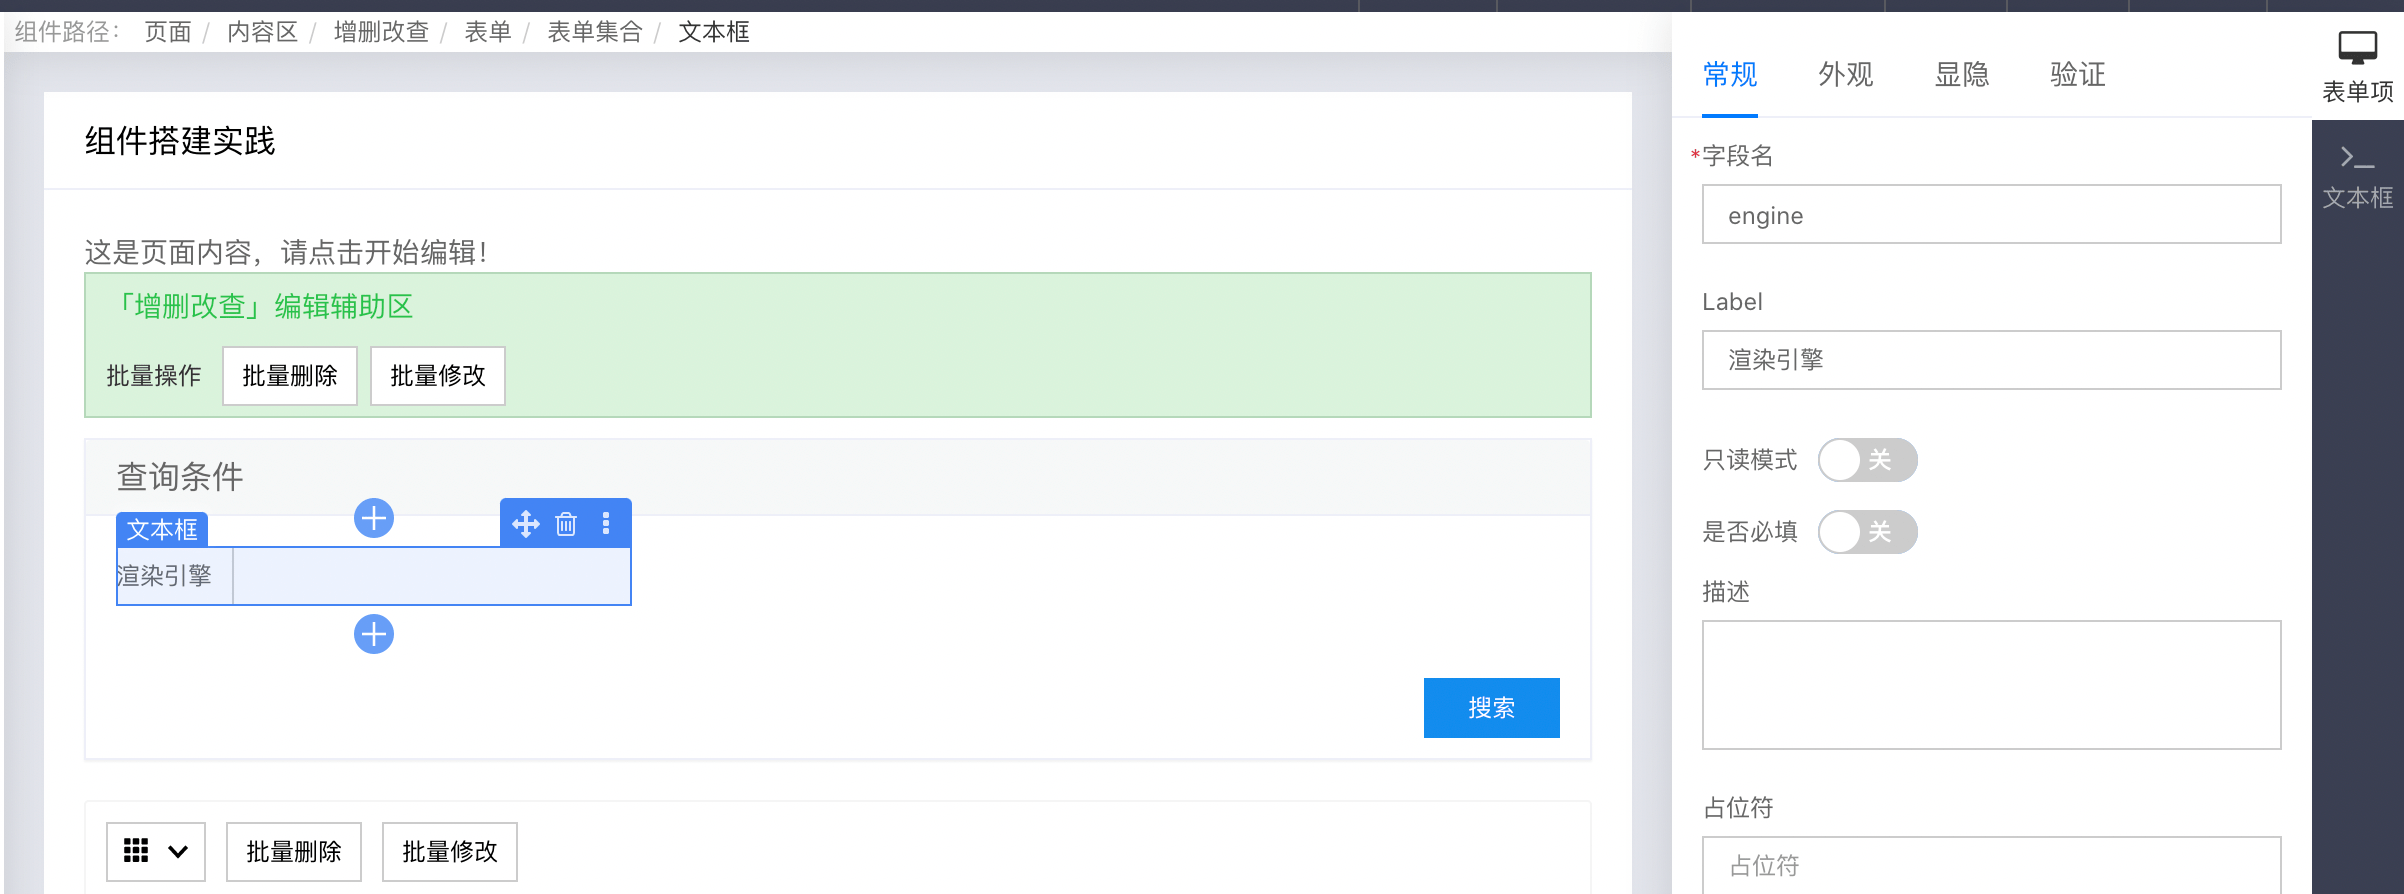 组件路径： 页面 / 内容区 / 增删改查 / 表单 / 表单集合 / 文本框
组件搭建实践
这是页面内容，请点击开始编辑！
「增删改查」编辑辅助区
批量操作 批量删除 批量修改
查询条件
文本框
渲染引擎
搜索
批量删除 批量修改
常规 外观 显隐 验证
*字段名
engine
Label
渲染引擎
只读模式 关
是否必填 关
描述
占位符
占位符
表单项
文本框